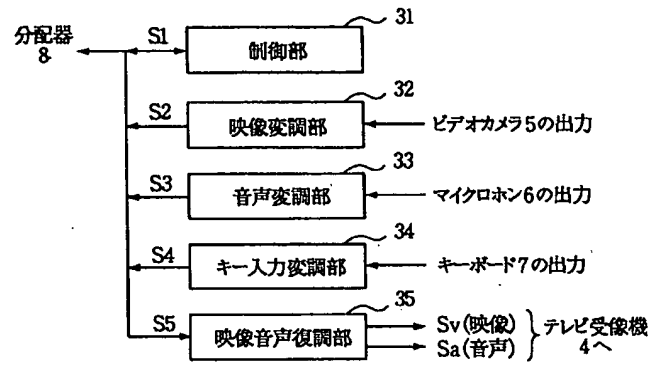 分配器
8
S1
制御部
31
S2
映像変調部
32
ビデオカメラ5の出力
S3
音声変調部
33
マイクロホン6の出力
S4
キー入力変調部
34
キーボード7の出力
S5
映像音声復調部
35
Sv(映像)
Sa(音声)
テレビ受像機
4へ